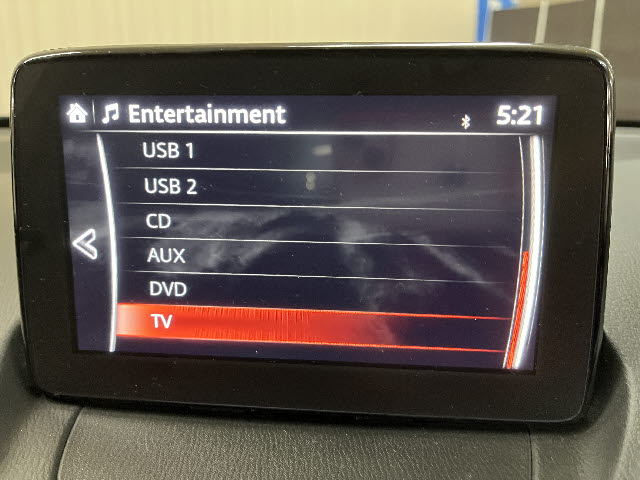 Entertainment
5:21
USB 1
USB 2
CD
AUX
DVD
TV